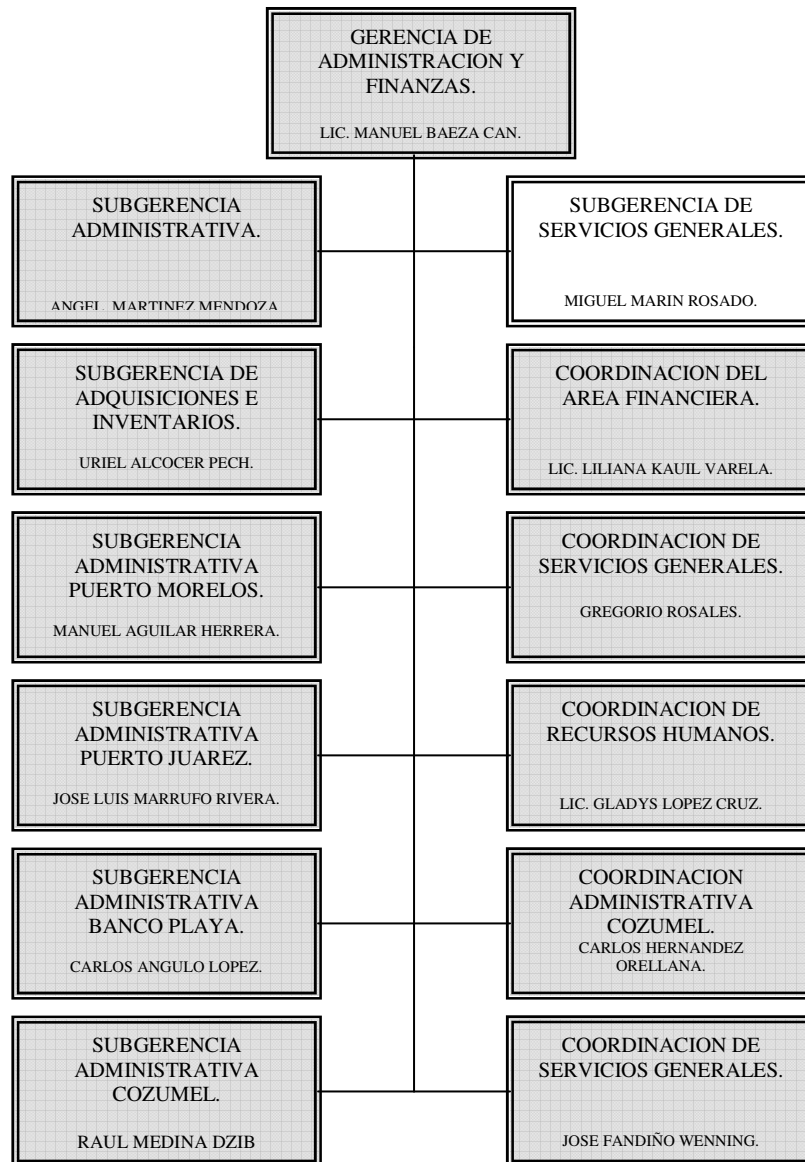 GERENCIA DE
ADMINISTRACION Y
FINANZAS.
LIC. MANUEL BAEZA CAN.
SUBGERENCIA
ADMINISTRATIVA.
ANGEL MARTINEZ MENDOZA
SUBGERENCIA DE
SERVICIOS GENERALES.
MIGUEL MARIN ROSADO.
SUBGERENCIA DE
ADQUISICIONES E
INVENTARIOS.
URIEL ALCOCER PECH.
COORDINACION DEL
AREA FINANCIERA.
LIC. LILIANA KAUIL VARELA.
SUBGERENCIA
ADMINISTRATIVA
PUERTO MORELOS.
MANUEL AGUILAR HERRERA.
COORDINACION DE
SERVICIOS GENERALES.
GREGORIO ROSALES.
SUBGERENCIA
ADMINISTRATIVA
PUERTO JUAREZ.
JOSE LUIS MARRUFO RIVERA.
COORDINACION DE
RECURSOS HUMANOS.
LIC. GLADYS LOPEZ CRUZ.
SUBGERENCIA
ADMINISTRATIVA
BANCO PLAYA.
CARLOS ANGULO LOPEZ.
COORDINACION
ADMINISTRATIVA
COZUMEL.
CARLOS HERNANDEZ
ORELLANA.
SUBGERENCIA
ADMINISTRATIVA
COZUMEL.
RAUL MEDINA DZIB
COORDINACION DE
SERVICIOS GENERALES.
JOSE FANDIÑO WENNING.